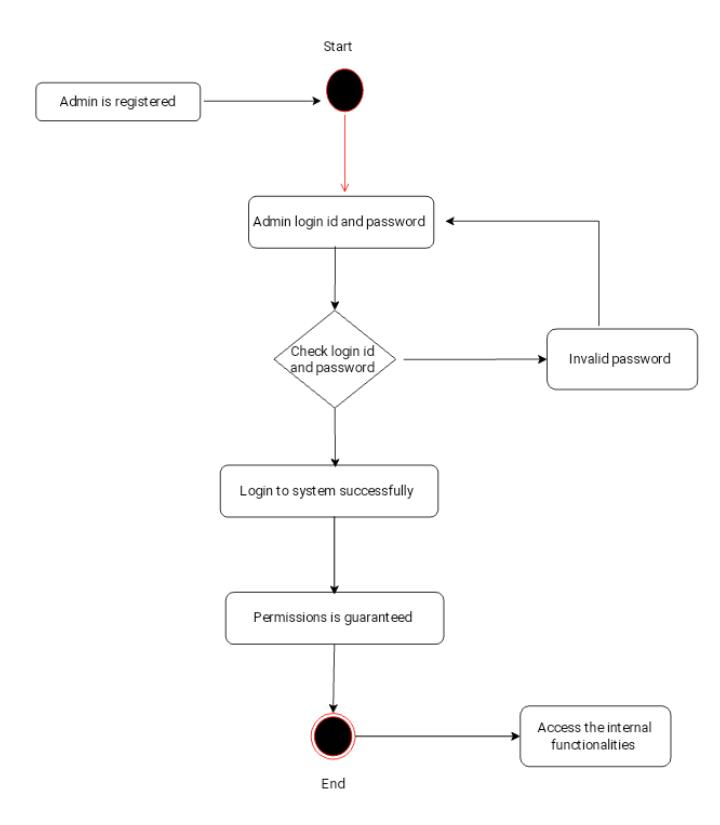 Start
Admin is registered
Admin login id and password
Check login id
and password
Invalid password
Login to system successfully
Permissions is guaranteed
Access the internal
functionalities
End